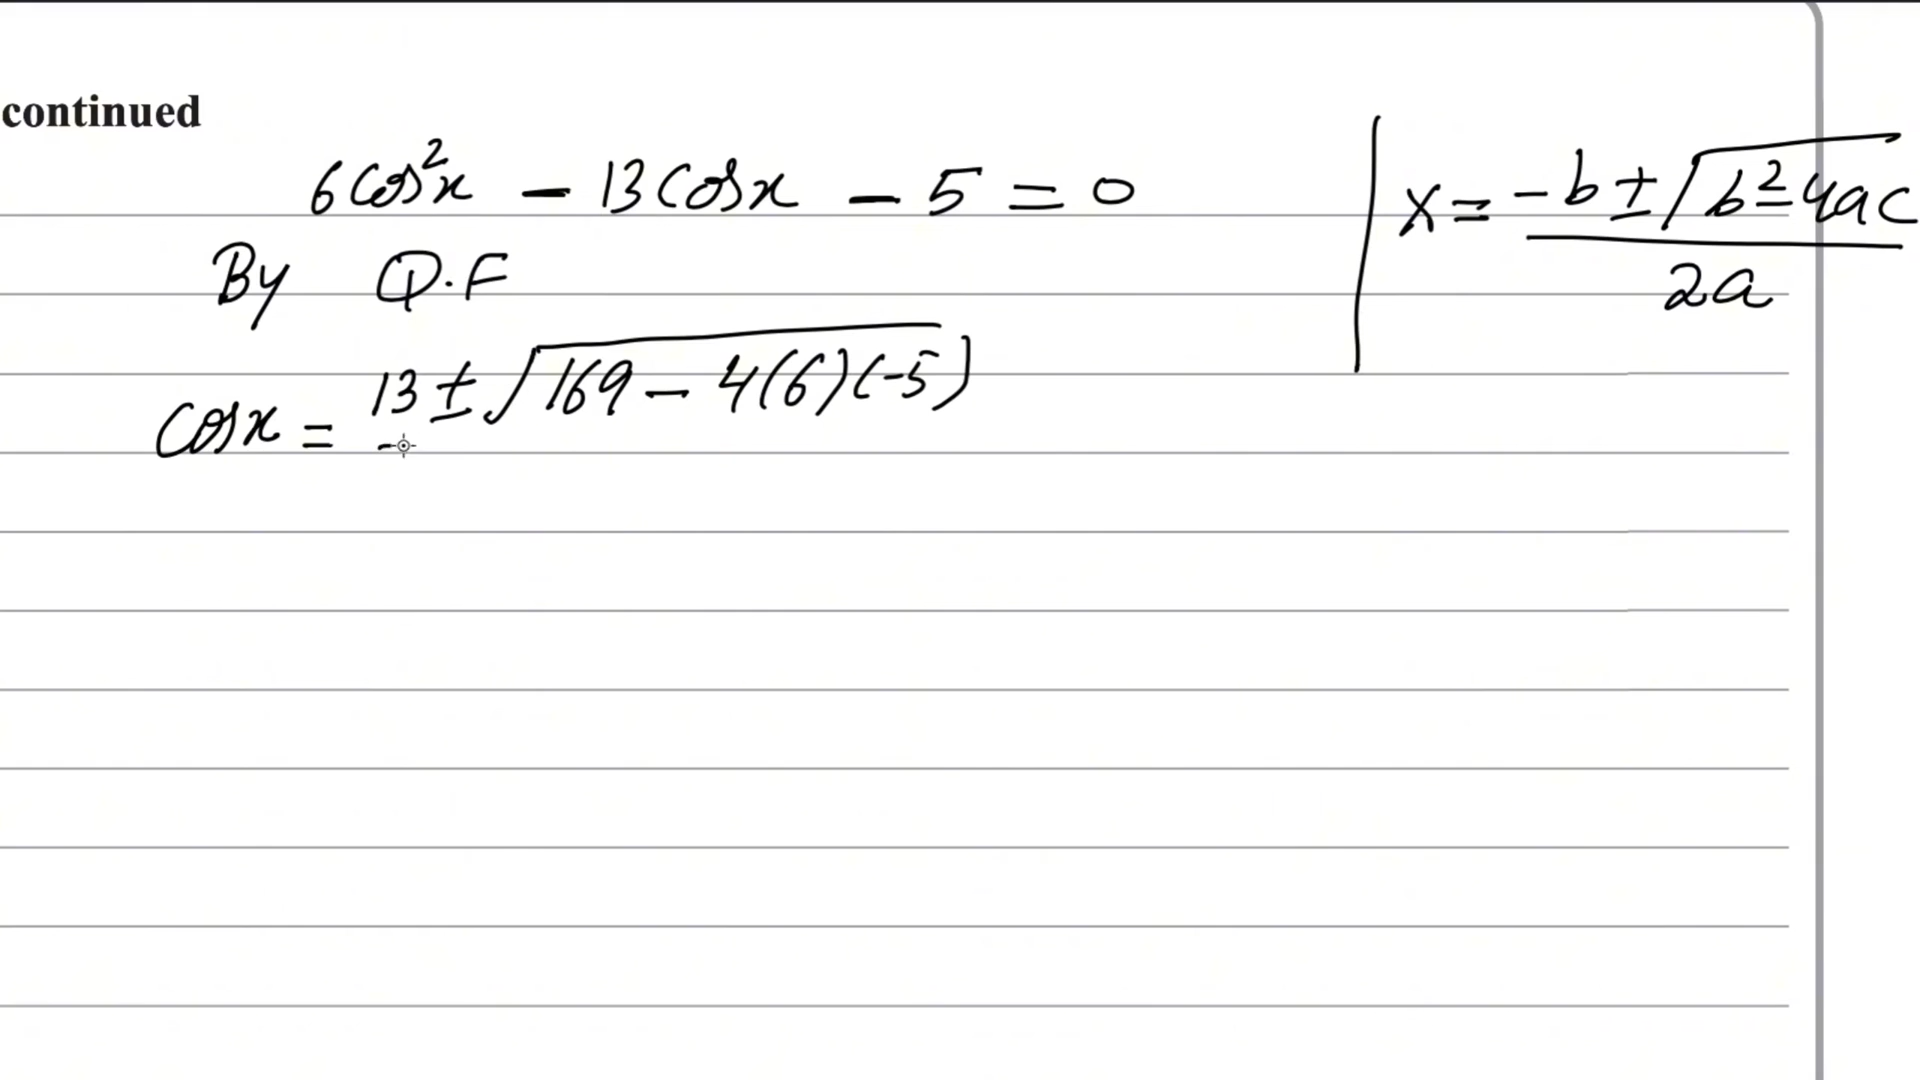 continued
6cos²x - 13cosx - 5 = 0
By Q.F
cosx = 13 ± √169 - 4(6)(-5)
x = -b ± √b² - 4ac
2a